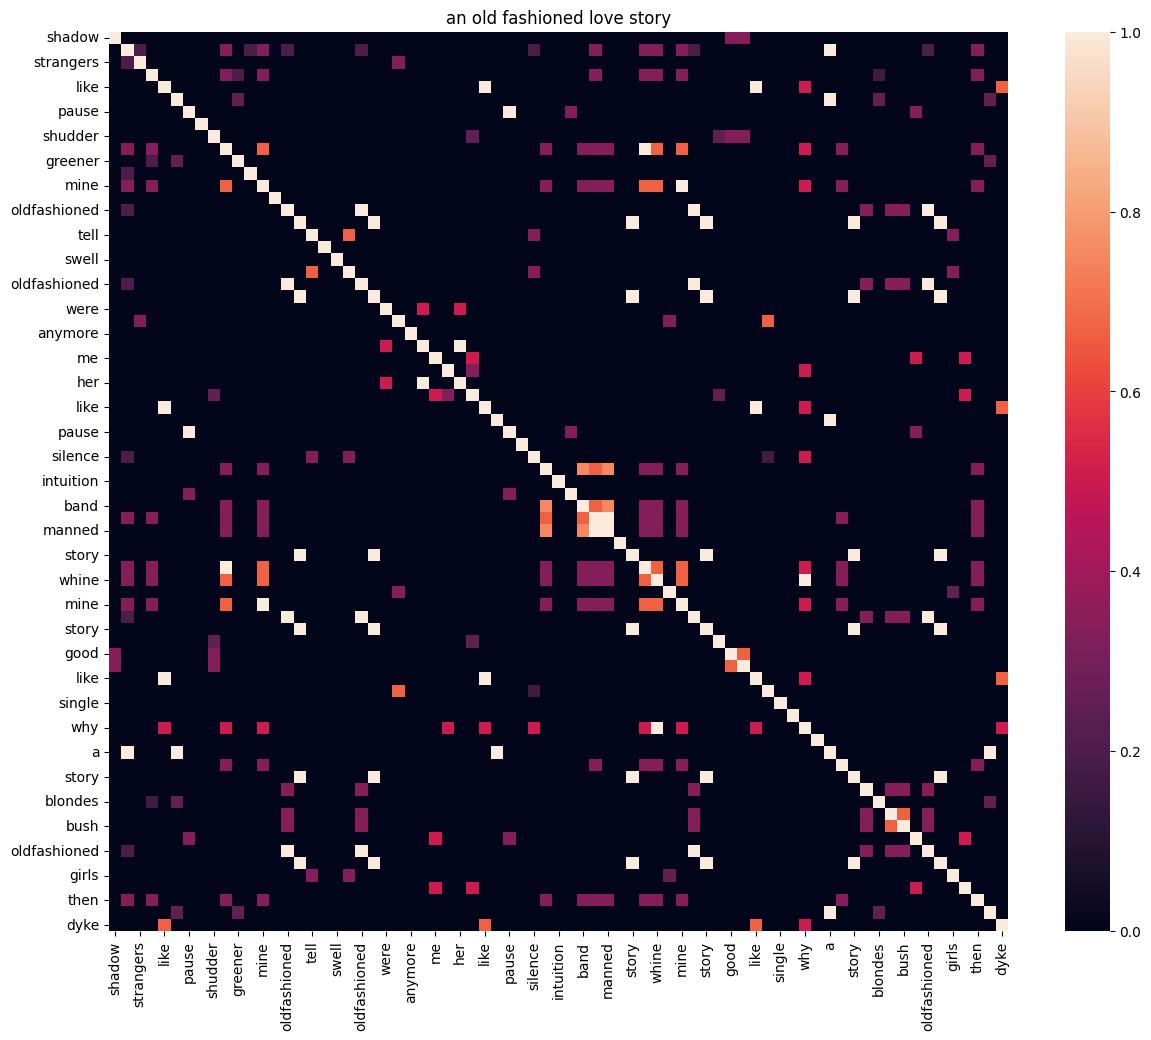 an old fashioned love story
shadow
strangers
like
pause
shudder
greener
mine
oldfashioned
tell
swell
oldfashioned
were
anymore
me
her
like
pause
silence
intuition
band
manned
story
whine
mine
story
good
like
single
why
a
story
blondes
bush
oldfashioned
girls
then
dyke
1.0
0.8
0.6
0.4
0.2
0.0
shadow
strangers
like
pause
shudder
greener
mine
oldfashioned
tell
swell
oldfashioned
were
anymore
me
her
like
pause
silence
intuition
band
manned
story
whine
mine
story
good
like
single
why
a
story
blondes
bush
oldfashioned
girls
then
dyke